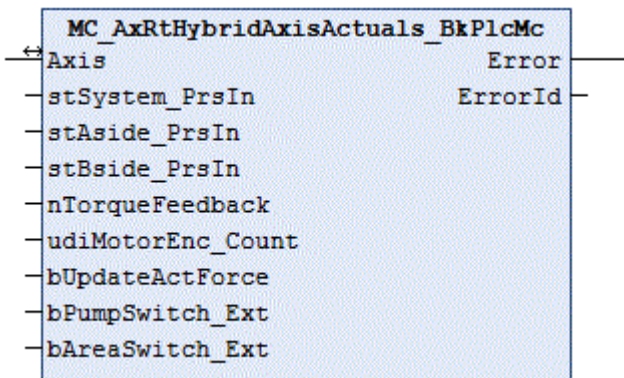 MC_AxRtHybridAxisActuals_BkPlcMc
Axis Error
stSystem_PrsIn ErrorId
stAside_PrsIn
stBside_PrsIn
nTorqueFeedback
udiMotorEnc_Count
bUpdateActForce
bPumpSwitch_Ext
bAreaSwitch_Ext